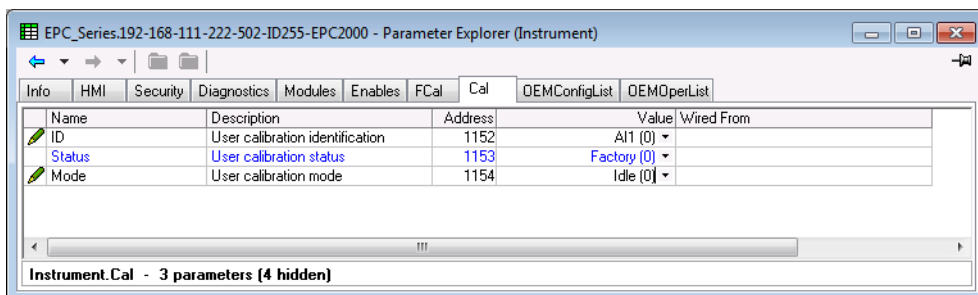 EPC_Series.192-168-111-222-502-ID255-EPC2000 - Parameter Explorer (Instrument)
Info HMI Security Diagnostics Modules Enables FCal Cal OEMConfigList OEMOperList
Name Description Address Value Wired From
ID User calibration identification 1152 AI1 (0)
Status User calibration status 1153 Factory (0)
Mode User calibration mode 1154 Idle (0)
Instrument.Cal - 3 parameters (4 hidden)